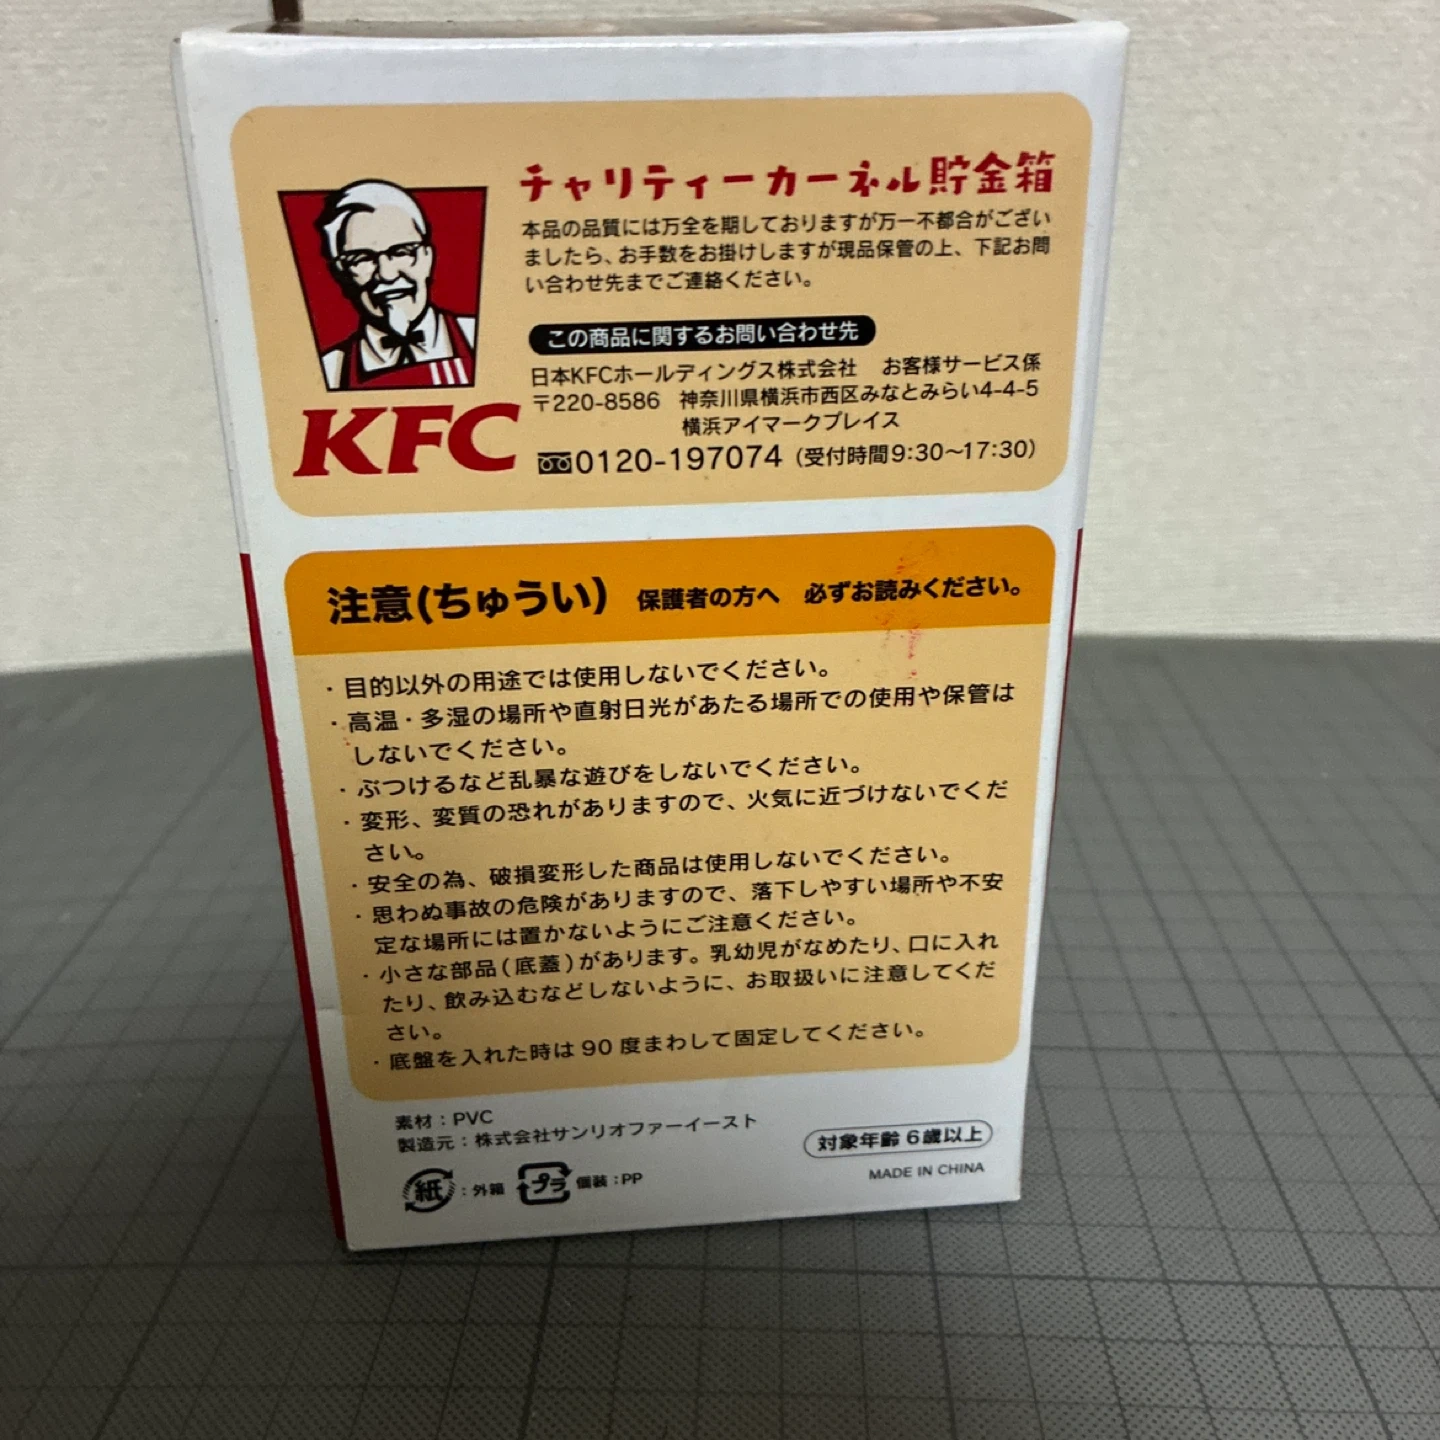 チャリティーカーネル貯金箱
本品の品質には万全を期しておりますが万一不都合がござい
ましたら、お手数をお掛けしますが現品保管の上、下記お問
い合わせ先までご連絡ください。
この商品に関するお問い合わせ先
日本KFCホールディングス株式会社 お客様サービス係
〒220-8586 神奈川県横浜市西区みなとみらい4-4-5
横浜アイマークプレイス
0120-197074 (受付時間9:30~17:30)
KFC
注意(ちゅうい) 保護者の方へ 必ずお読みください。
・目的以外の用途では使用しないでください。
・高温・多湿の場所や直射日光があたる場所での使用や保管は
しないでください。
・ぶつけるなど乱暴な遊びをしないでください。
・変形、変質の恐れがありますので、火気に近づけないでくだ
さい。
・安全の為、破損変形した商品は使用しないでください。
・思わぬ事故の危険がありますので、落下しやすい場所や不安
定な場所には置かないようにご注意ください。
・小さな部品(底蓋)があります。乳幼児がなめたり、口に入れ
たり、飲み込むなどしないように、お取扱いに注意してくだ
さい。
・底盤を入れた時は90度まわして固定してください。
素材:PVC
製造元:株式会社サンリオファーイースト
対象年齢6歳以上
紙:外箱 プラ 個装:PP
MADE IN CHINA